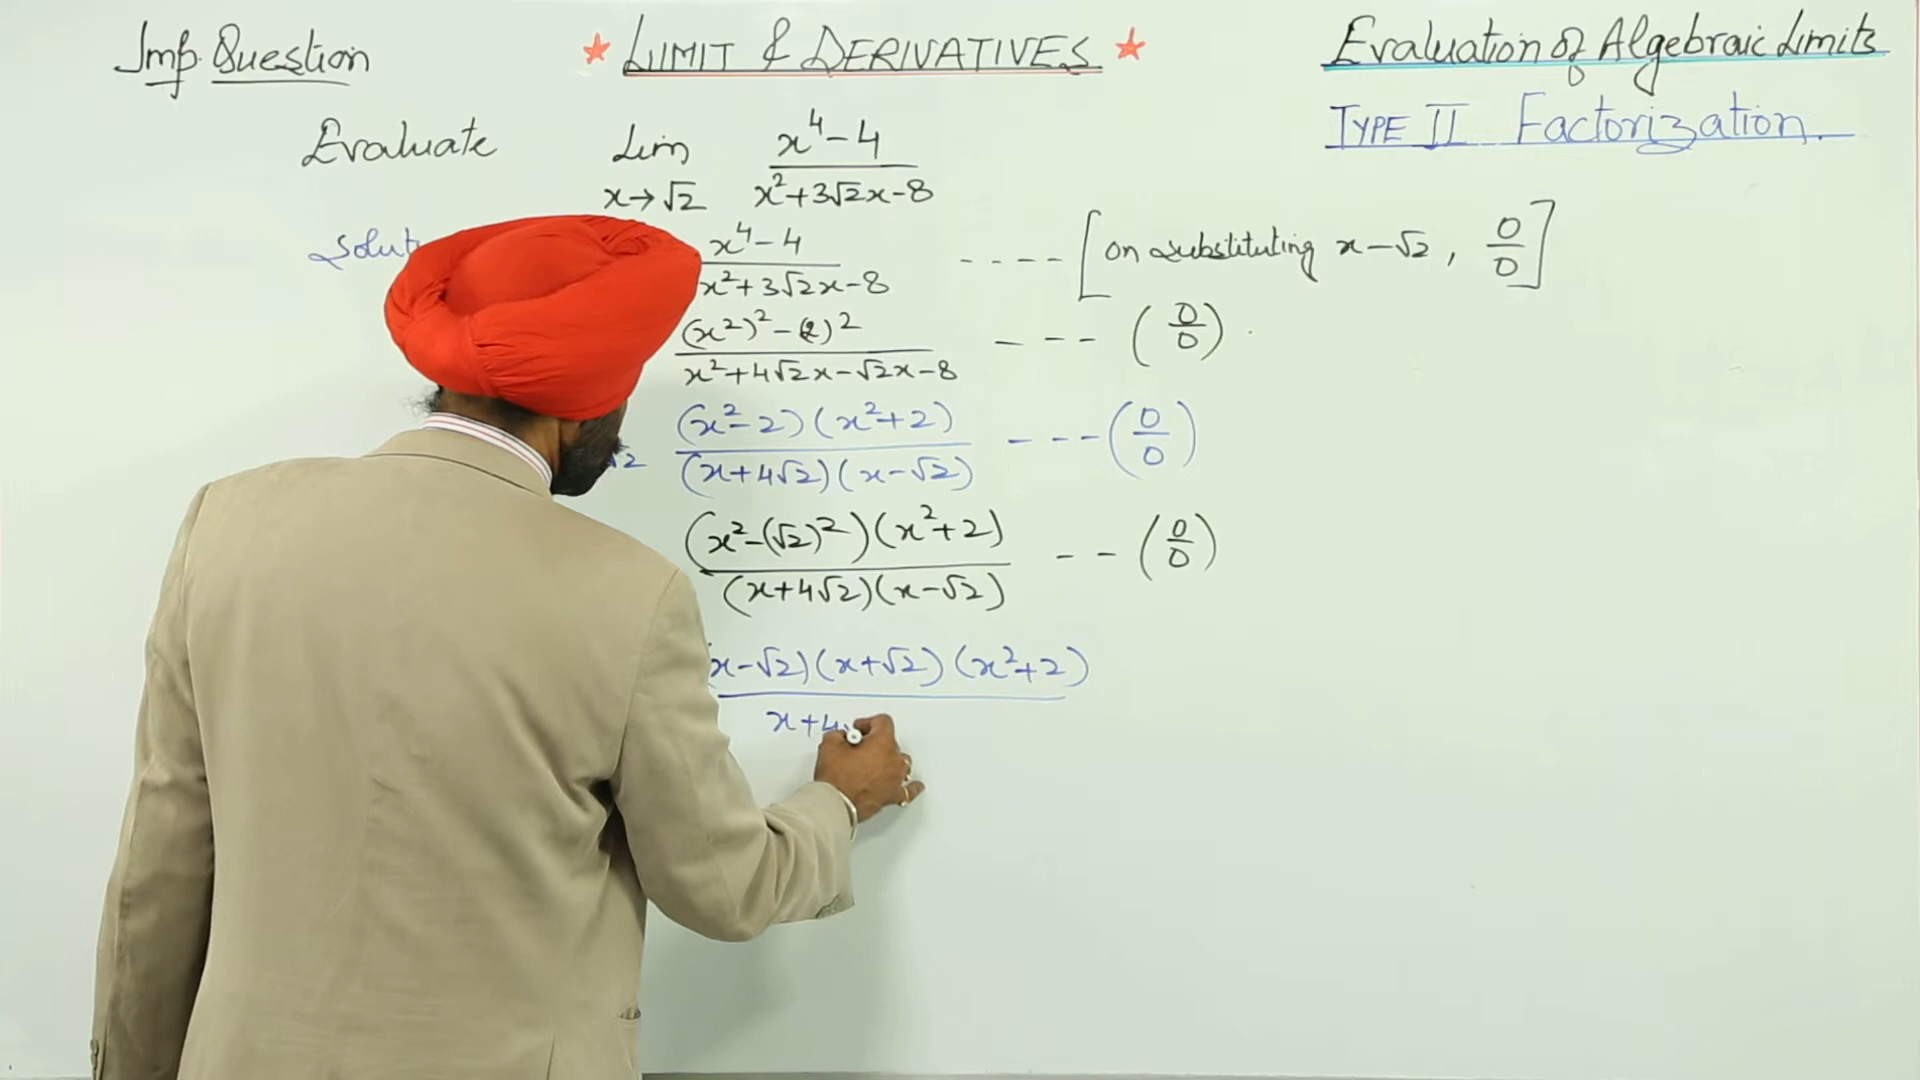 Imp. Question
★ LIMIT & DERIVATIVES ★
Evaluation of Algebraic Limits
TYPE II Factorization.
Evaluate Lim x→√2 x⁴-4 / x²+3√2x-8
Solut x⁴-4 / x²+3√2x-8 ---- [on substituting x-√2, 0/0]
(x²)²-(2)² / x²+4√2x-√2x-8 --- (0/0)
√2 (x²-2)(x²+2) / (x+4√2)(x-√2) --- (0/0)
(x²-(√2)²)(x²+2) / (x+4√2)(x-√2) -- (0/0)
(x-√2)(x+√2)(x²+2) / x+4